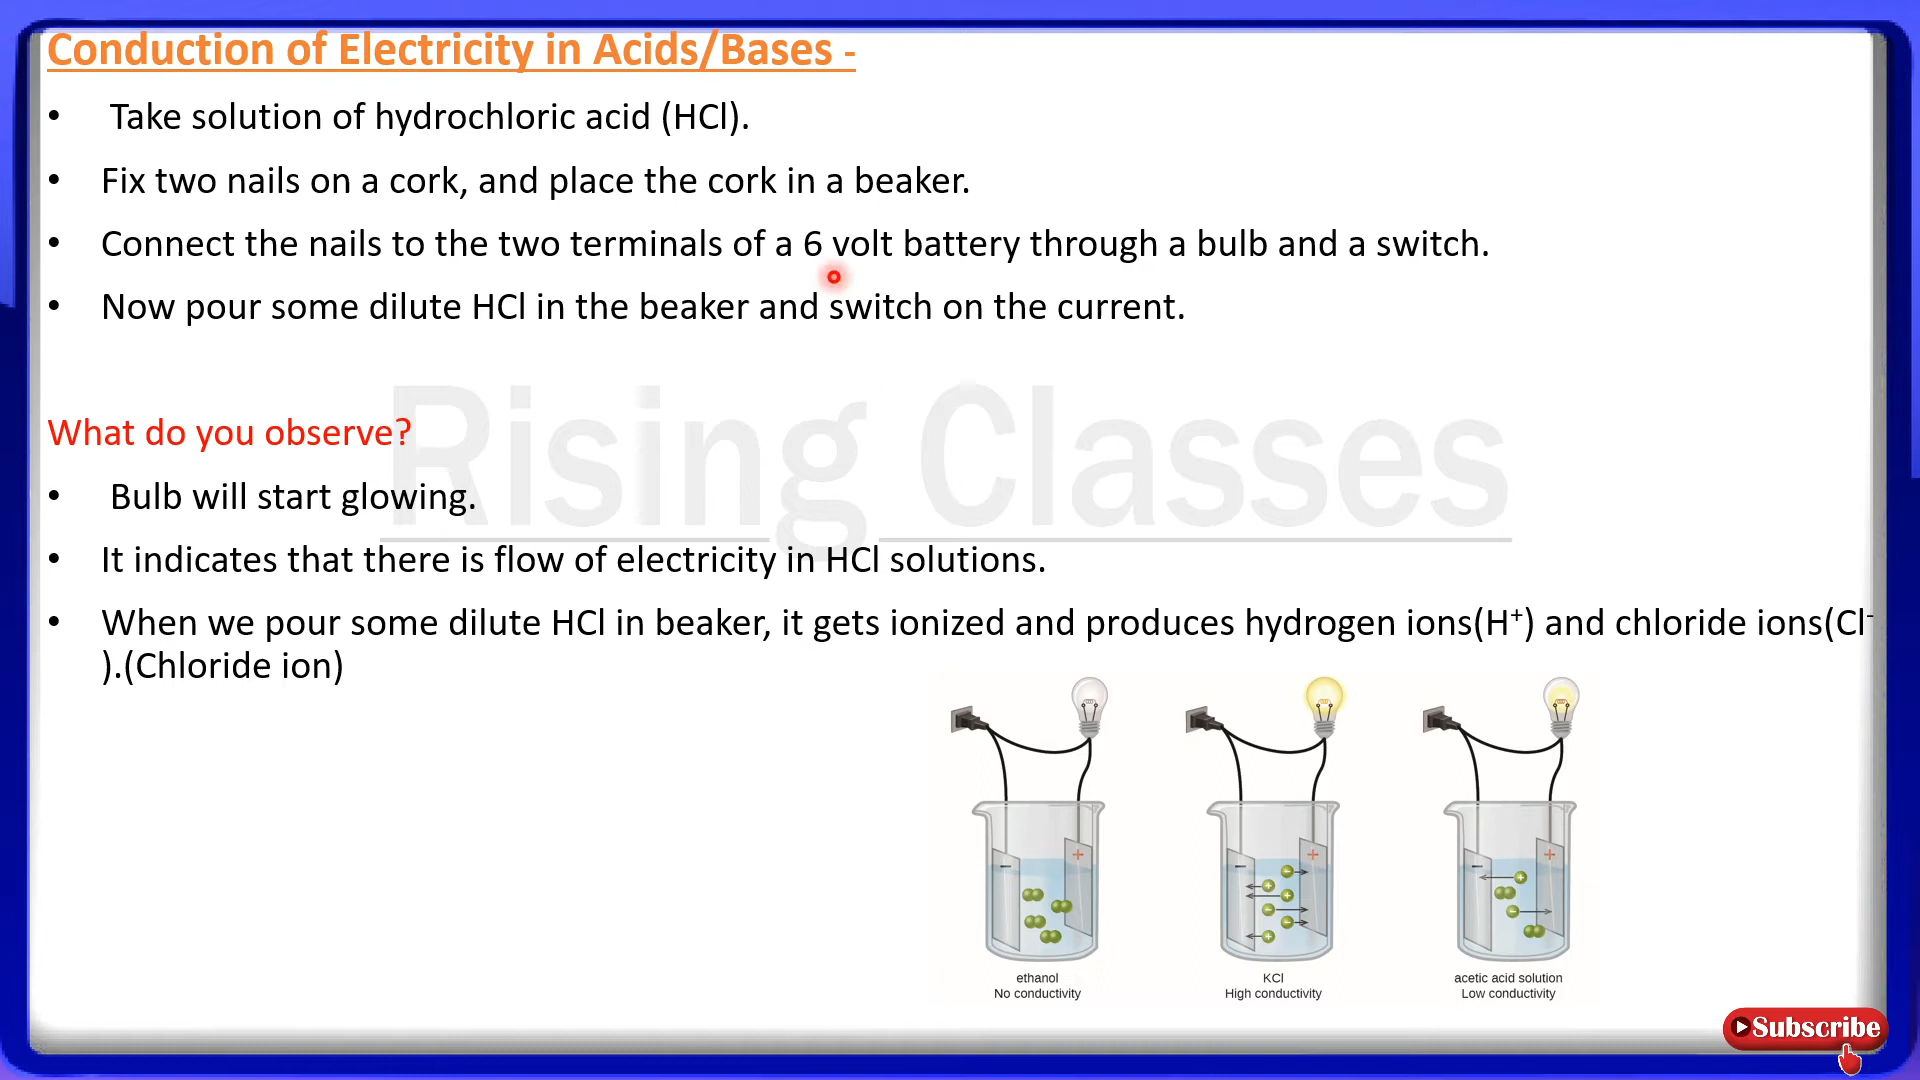 Conduction of Electricity in Acids/Bases -
• Take solution of hydrochloric acid (HCl).
• Fix two nails on a cork, and place the cork in a beaker.
• Connect the nails to the two terminals of a 6 volt battery through a bulb and a switch.
• Now pour some dilute HCl in the beaker and switch on the current.
Rising Classes
What do you observe?
• Bulb will start glowing.
• It indicates that there is flow of electricity in HCl solutions.
• When we pour some dilute HCl in beaker, it gets ionized and produces hydrogen ions(H⁺) and chloride ions(Cl⁻
).(Chloride ion)
ethanol
No conductivity
KCl
High conductivity
acetic acid solution
Low conductivity
Subscribe